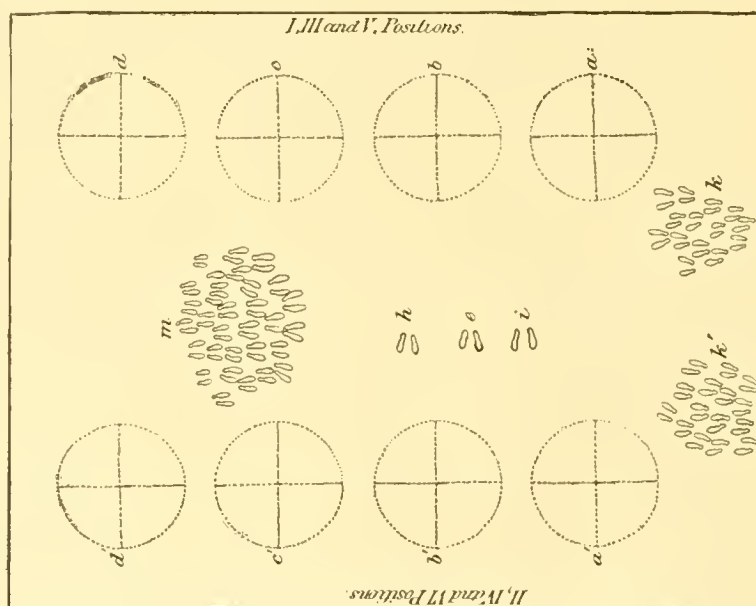 I, III and V, Positions.
d
c
b
a
k
m
h
e
i
k'
d'
c'
b'
a'
II, IV and VI Positions.